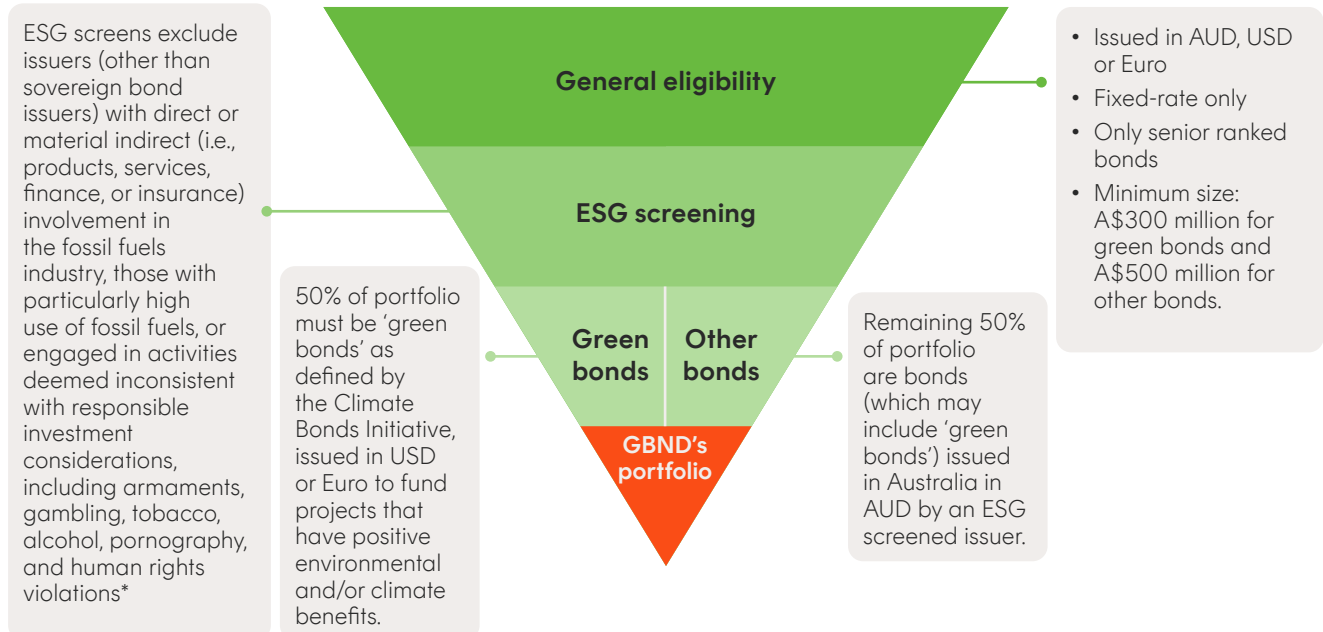 ESG screens exclude
issuers (other than
sovereign bond
issuers) with direct or
material indirect (i.e.,
products, services,
finance, or insurance)
involvement in
the fossil fuels
industry, those with
particularly high
use of fossil fuels, or
engaged in activities
deemed inconsistent
with responsible
investment
considerations,
including armaments,
gambling, tobacco,
alcohol, pornography,
and human rights
violations*
50% of portfolio
must be ‘green
bonds’ as
defined by
the Climate
Bonds Initiative,
issued in USD
or Euro to fund
projects that
have positive
environmental
and/or climate
benefits.
General eligibility
ESG screening
Green
bonds
Other
bonds
GBND’s
portfolio
Remaining 50%
of portfolio
are bonds
(which may
include ‘green
bonds’) issued
in Australia in
AUD by an ESG
screened issuer.
• Issued in AUD, USD
or Euro
• Fixed-rate only
• Only senior ranked
bonds
• Minimum size:
A$300 million for
green bonds and
A$500 million for
other bonds.